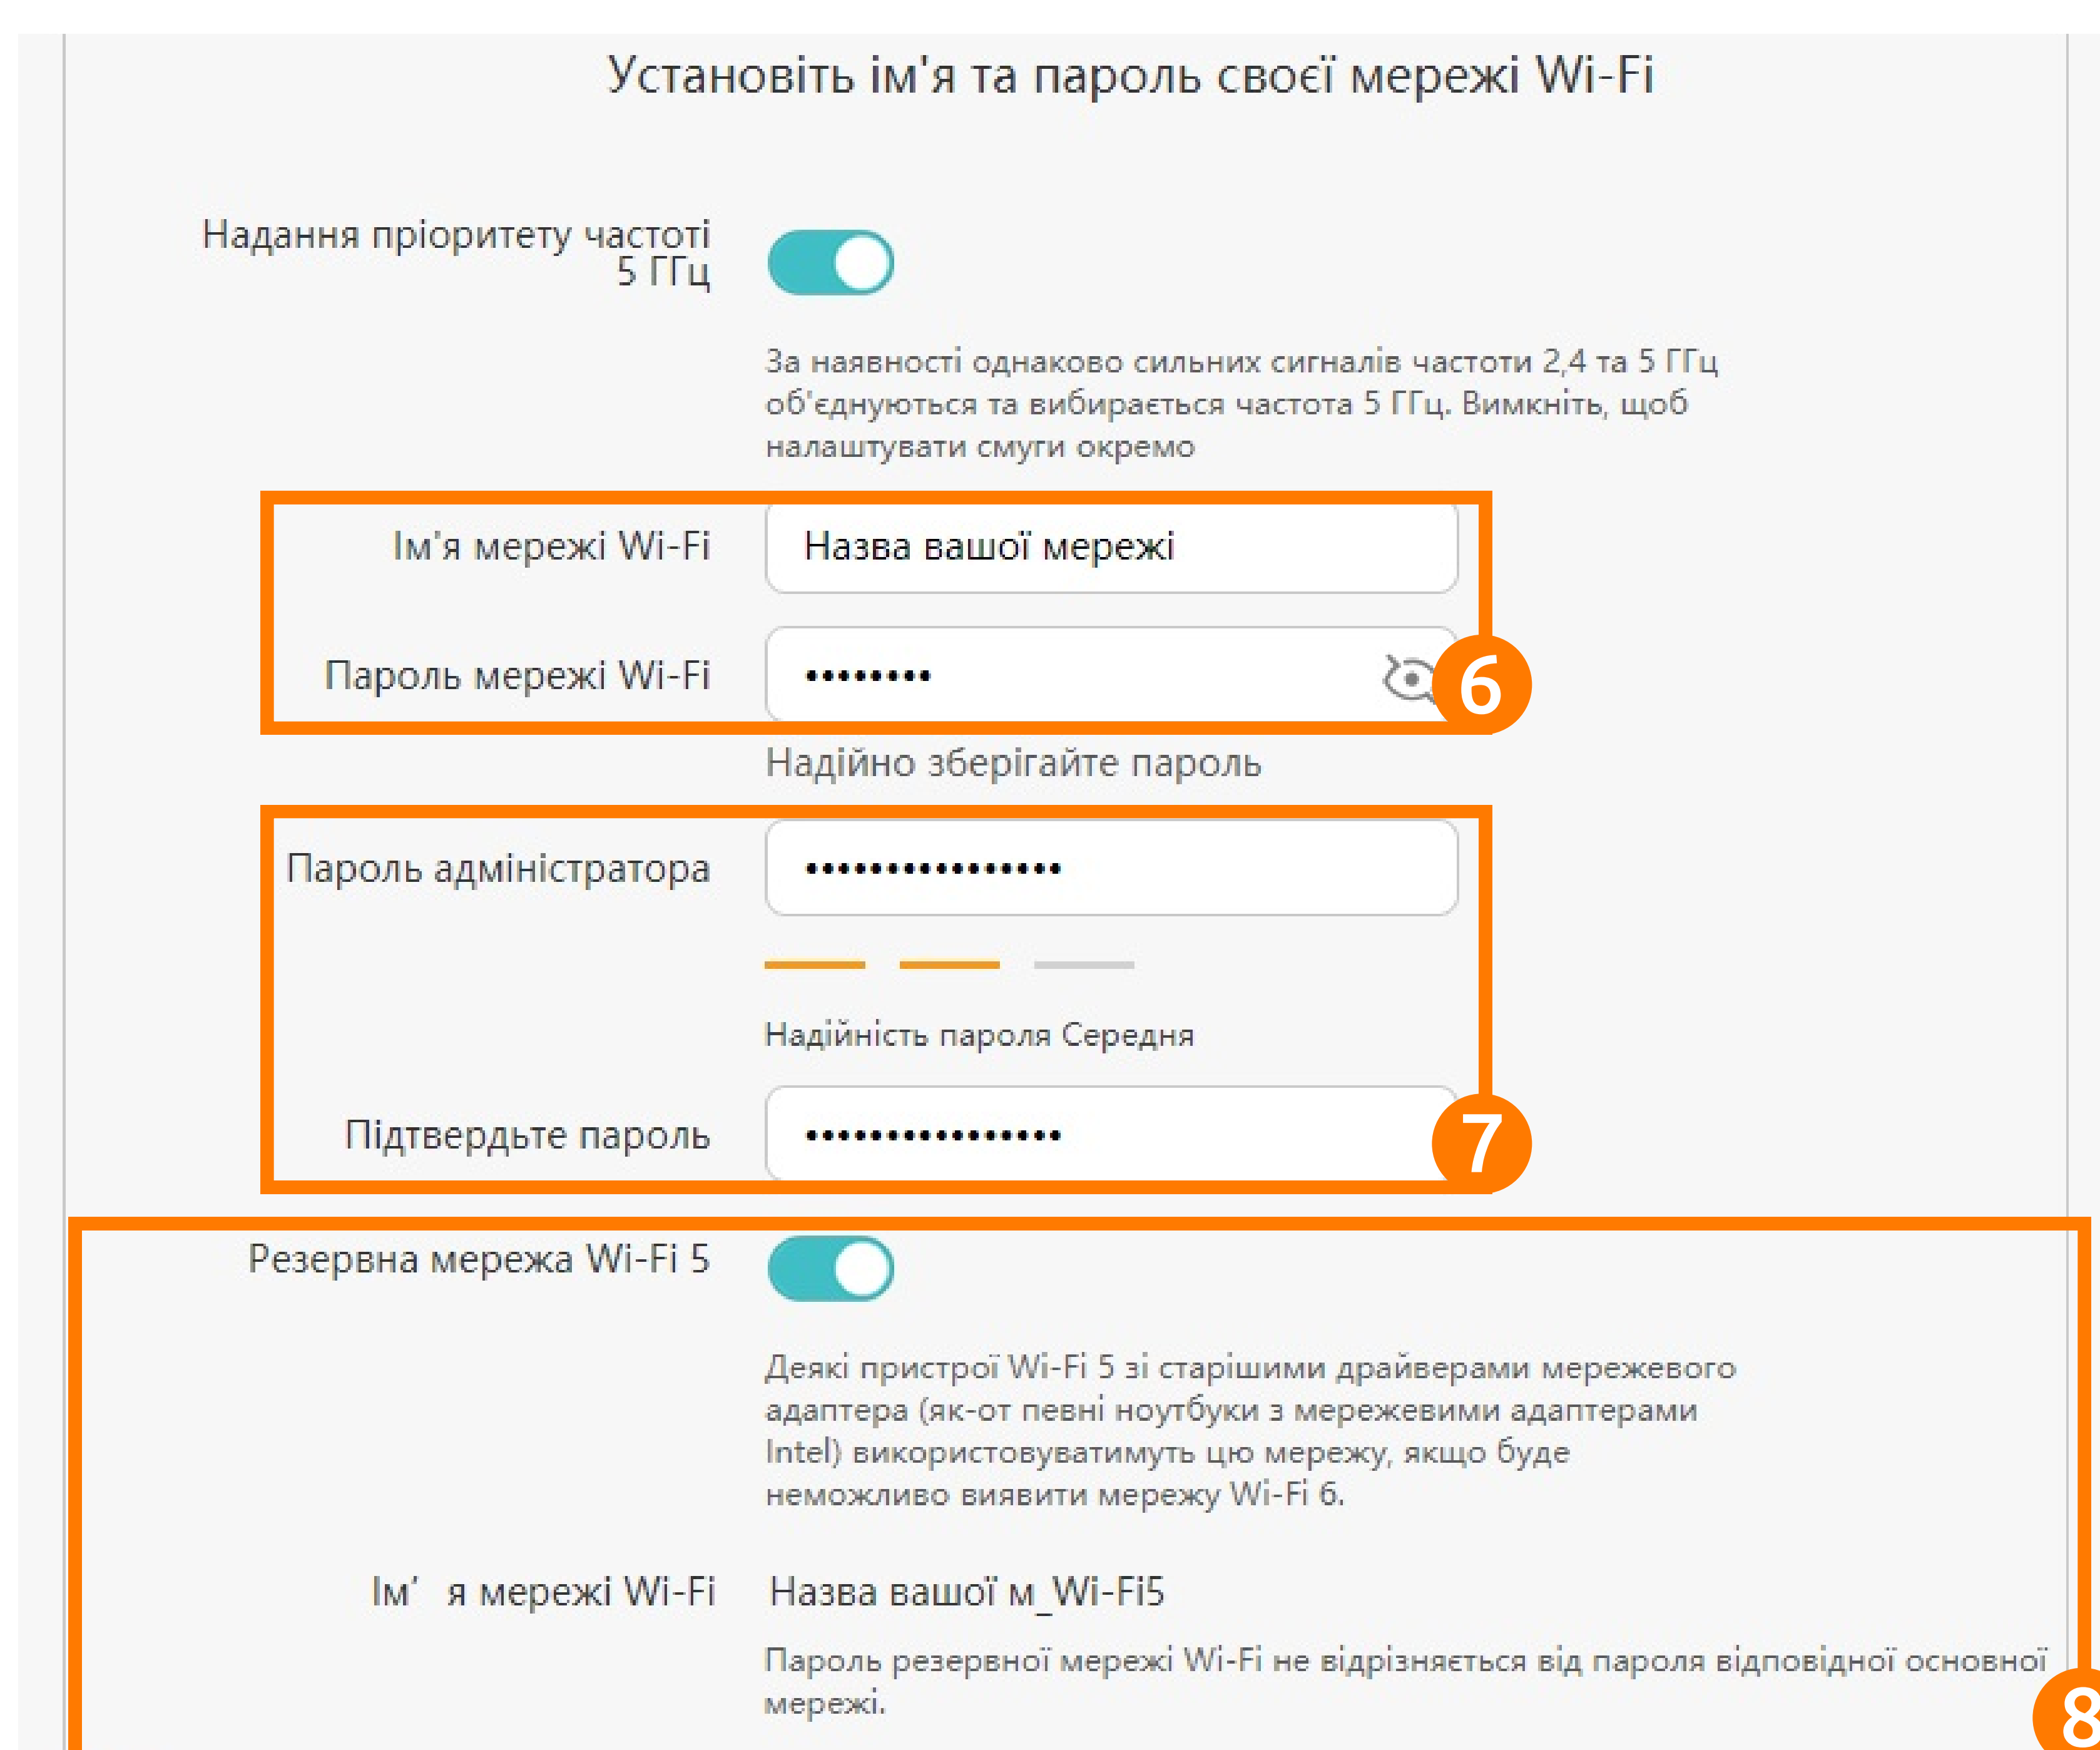 Установіть ім'я та пароль своєї мережі Wi-Fi
Надання пріоритету частоті
5 ГГц
За наявності однаково сильних сигналів частоти 2,4 та 5 ГГц
об'єднуються та вибирається частота 5 ГГц. Вимкніть, щоб
налаштувати смуги окремо
Ім'я мережі Wi-Fi
Назва вашої мережі
Пароль мережі Wi-Fi
••••••••
6
Надійно зберігайте пароль
Пароль адміністратора
••••••••••••••••
Надійність пароля Середня
Підтвердьте пароль
••••••••••••••••
7
Резервна мережа Wi-Fi 5
Деякі пристрої Wi-Fi 5 зі старішими драйверами мережевого
адаптера (як-от певні ноутбуки з мережевими адаптерами
Intel) використовуватимуть цю мережу, якщо буде
неможливо виявити мережу Wi-Fi 6.
Ім' я мережі Wi-Fi
Назва вашої м_Wi-Fi5
Пароль резервної мережі Wi-Fi не відрізняється від пароля відповідної основної
мережі.
8